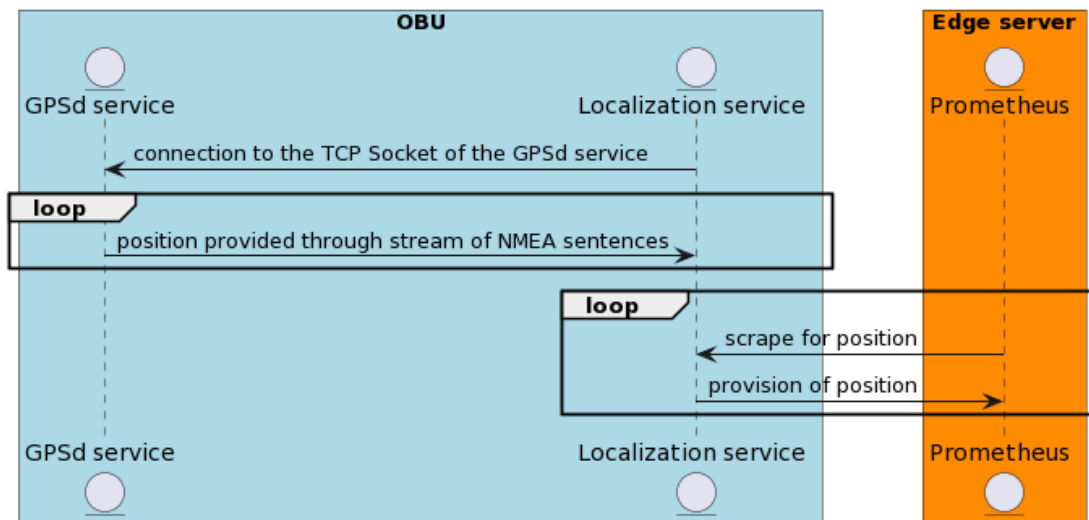 OBU
Edge server
GPSd service
Localization service
Prometheus
connection to the TCP Socket of the GPSd service
loop
position provided through stream of NMEA sentences
loop
scrape for position
provision of position
GPSd service
Localization service
Prometheus